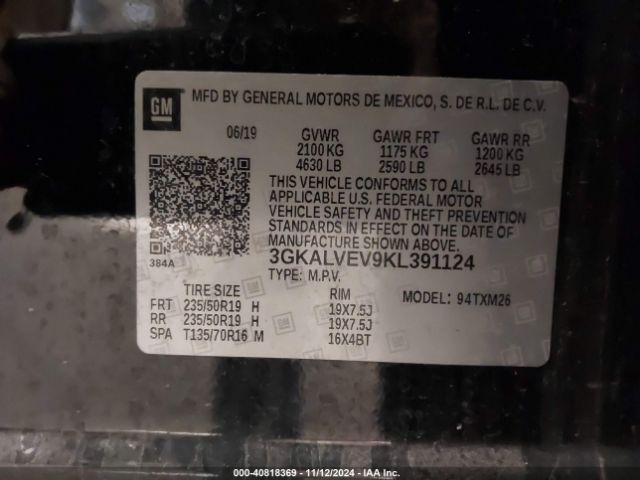 GM
MFD BY GENERAL MOTORS DE MEXICO, S. DE R.L. DE C.V.
06/19 GVWR GAWR FRT GAWR RR
2100 KG 1175 KG 1200 KG
4630 LB 2590 LB 2645 LB
THIS VEHICLE CONFORMS TO ALL
APPLICABLE U.S. FEDERAL MOTOR
VEHICLE SAFETY AND THEFT PREVENTION
STANDARDS IN EFFECT ON THE DATE OF
MANUFACTURE SHOWN ABOVE.
384A
3GKALVEV9KL391124
TYPE: M.P.V.
TIRE SIZE RIM MODEL: 94TXM26
FRT 235/50R19 H 19X7.5J
RR 235/50R19 H 19X7.5J
SPA T135/70R16 M 16X4BT
000-40818369 - 11/12/2024 - IAA Inc.